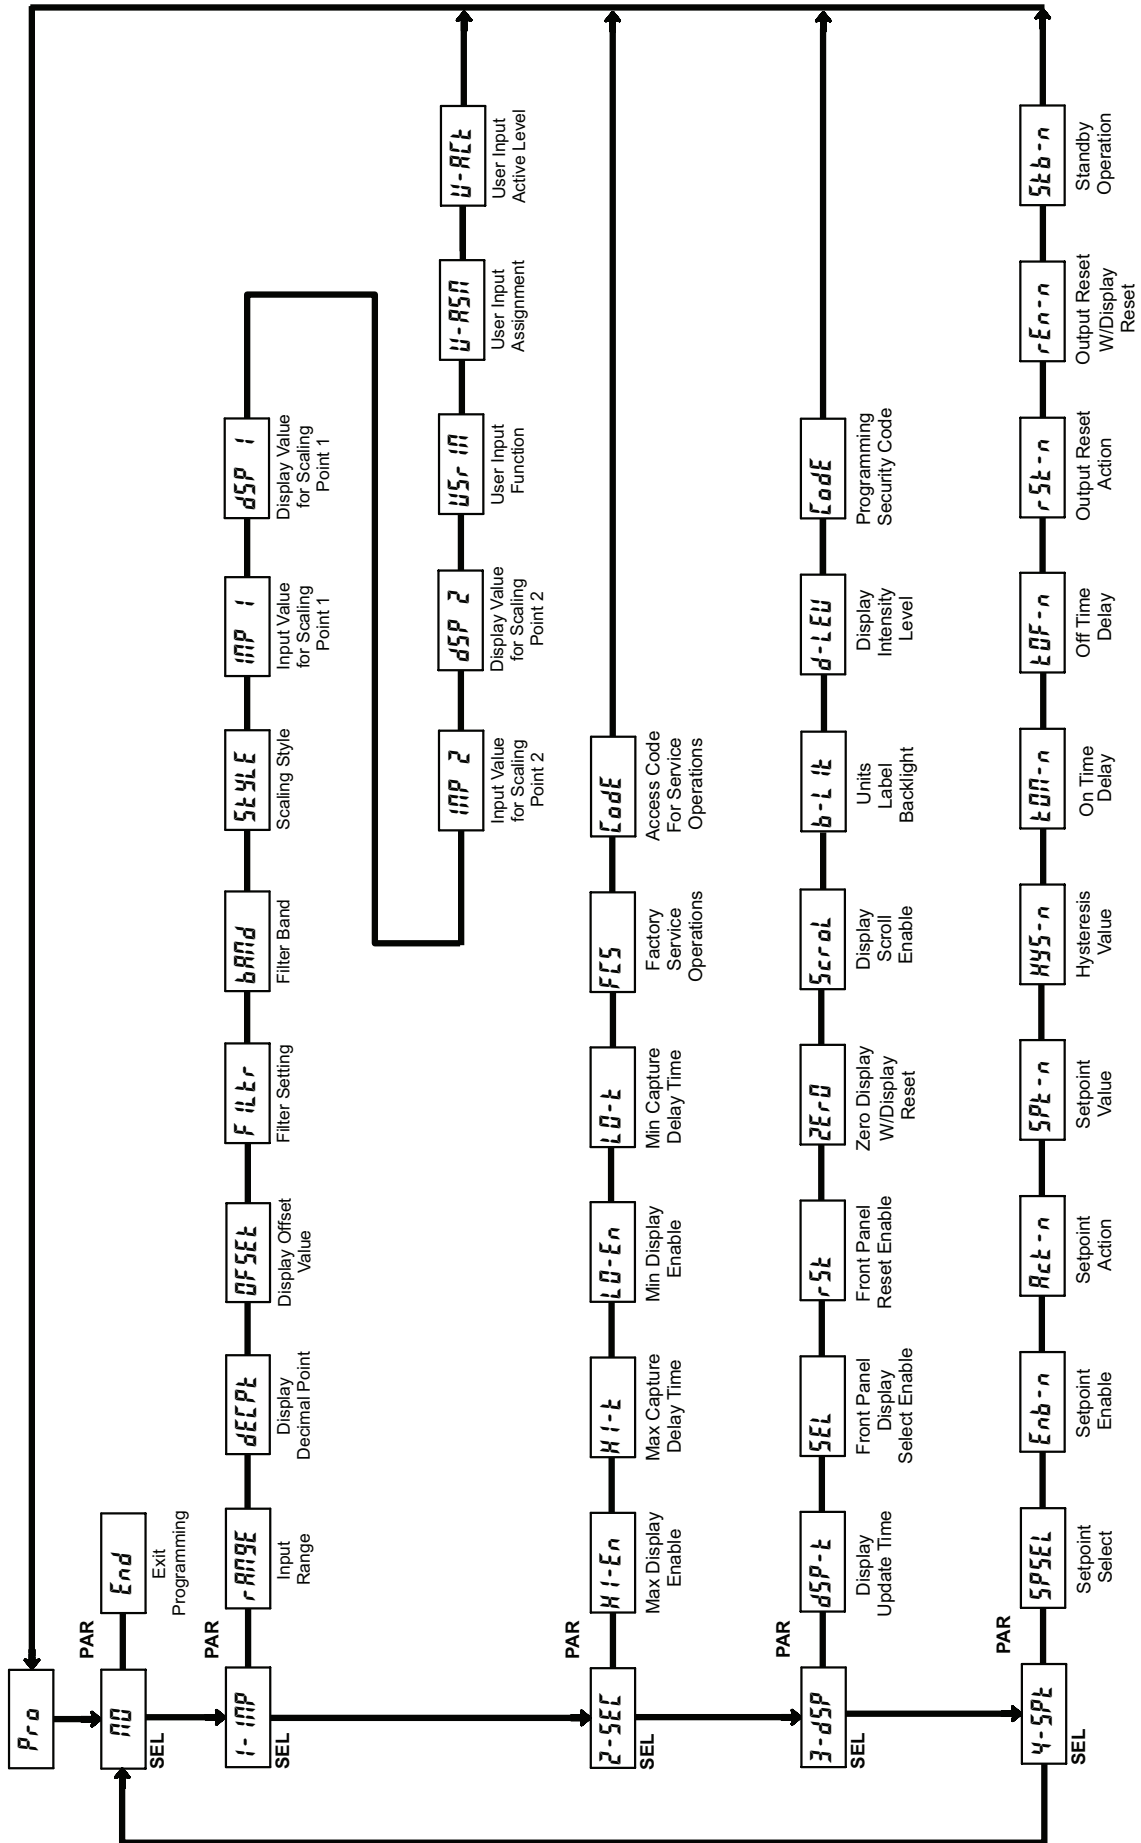 Pro
NO
SEL
PAR
End
Exit
Programming
1-INP
SEL
PAR
rANGE
Input
Range
dECPt
Display
Decimal Point
OFSEt
Display Offset
Value
FILtr
Filter Setting
bANd
Filter Band
StYLE
Scaling Style
INP 1
Input Value
for Scaling
Point 1
dSP 1
Display Value
for Scaling
Point 1
INP 2
Input Value
for Scaling
Point 2
dSP 2
Display Value
for Scaling
Point 2
USrIN
User Input
Function
U-ASN
User Input
Assignment
U-ACt
User Input
Active Level
2-SEC
SEL
PAR
HI-En
Max Display
Enable
HI-t
Max Capture
Delay Time
LO-En
Min Display
Enable
LO-t
Min Capture
Delay Time
FCS
Factory
Service
Operations
CodE
Access Code
For Service
Operations
3-dSP
SEL
PAR
dSP-t
Display
Update Time
SEL
Front Panel
Display
Select Enable
rSt
Front Panel
Reset Enable
ZErO
Zero Display
W/Display
Reset
ScroL
Display
Scroll
Enable
b-LIt
Units
Label
Backlight
d-LEV
Display
Intensity
Level
CodE
Programming
Security Code
4-SPt
SEL
PAR
SPSEL
Setpoint
Select
Enb-n
Setpoint
Enable
Act-n
Setpoint
Action
SPt-n
Setpoint
Value
HYS-n
Hysteresis
Value
tON-n
On Time
Delay
tOF-n
Off Time
Delay
rSt-n
Output Reset
Action
rEn-n
Output Reset
W/Display
Reset
Stb-n
Standby
Operation